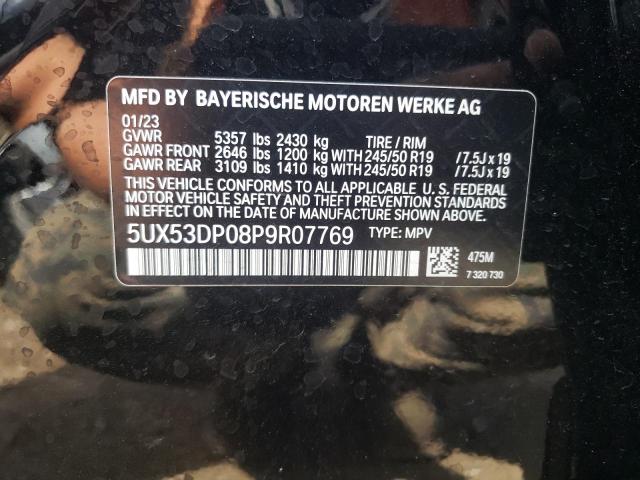 MFD BY BAYERISCHE MOTOREN WERKE AG
01/23
GVWR 5357 lbs 2430 kg TIRE / RIM
GAWR FRONT 2646 lbs 1200 kg WITH 245/50 R19 / 7.5J x 19
GAWR REAR 3109 lbs 1410 kg WITH 245/50 R19 / 7.5J x 19
THIS VEHICLE CONFORMS TO ALL APPLICABLE U. S. FEDERAL
MOTOR VEHICLE SAFETY AND THEFT PREVENTION STANDARDS
IN EFFECT ON THE DATE OF MANUFACTURE SHOWN ABOVE.
5UX53DP08P9R07769 TYPE: MPV
475M
7 320 730